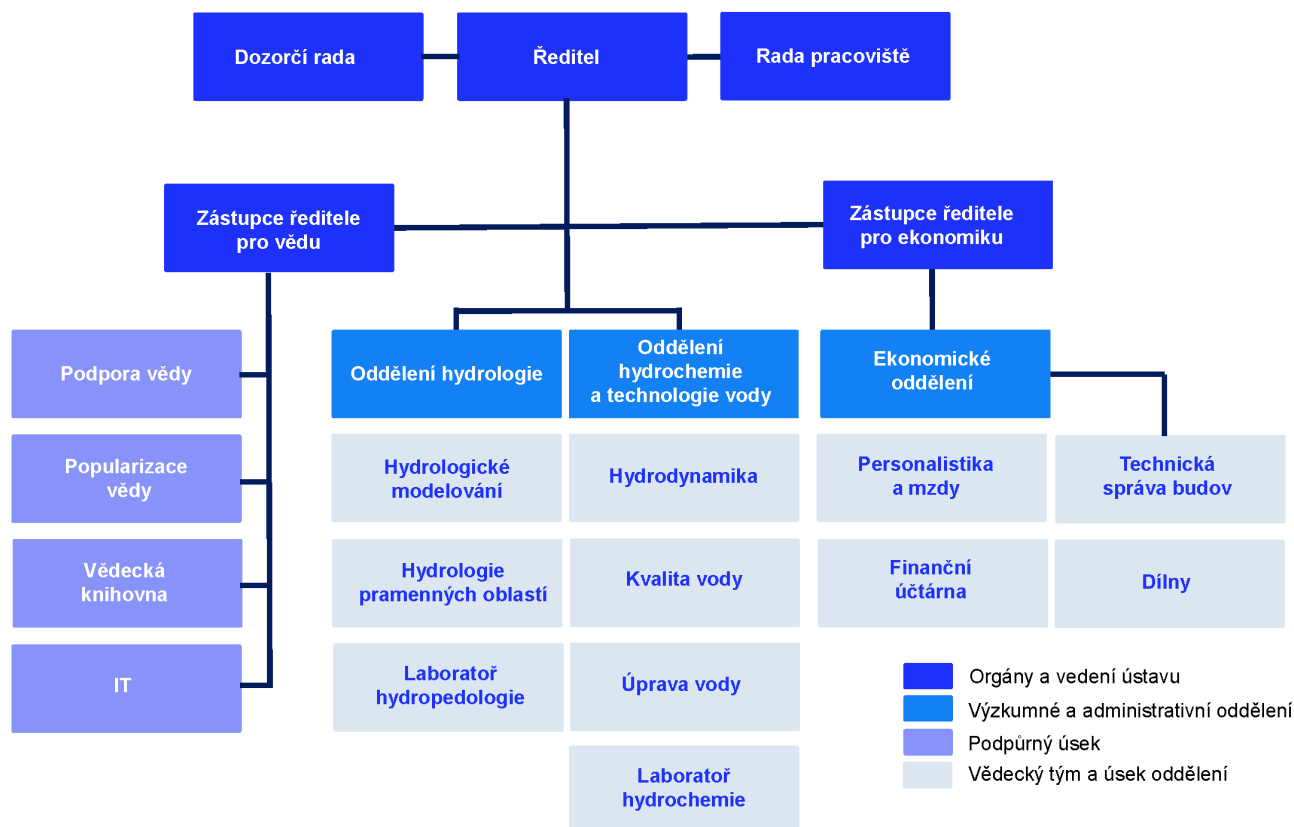 Dozorčí rada
Ředitel
Rada pracoviště
Zástupce ředitele
pro vědu
Zástupce ředitele
pro ekonomiku
Podpora vědy
Oddělení hydrologie
Oddělení
hydrochemie
a technologie vody
Ekonomické
oddělení
Popularizace
vědy
Hydrologické
modelování
Hydrodynamika
Personalistika
a mzdy
Technická
správa budov
Vědecká
knihovna
Hydrologie
pramenných oblastí
Kvalita vody
Finanční
účtárna
Dílny
IT
Laboratoř
hydropedologie
Úprava vody
Laboratoř
hydrochemie
Orgány a vedení ústavu
Výzkumné a administrativní oddělení
Podpůrný úsek
Vědecký tým a úsek oddělení